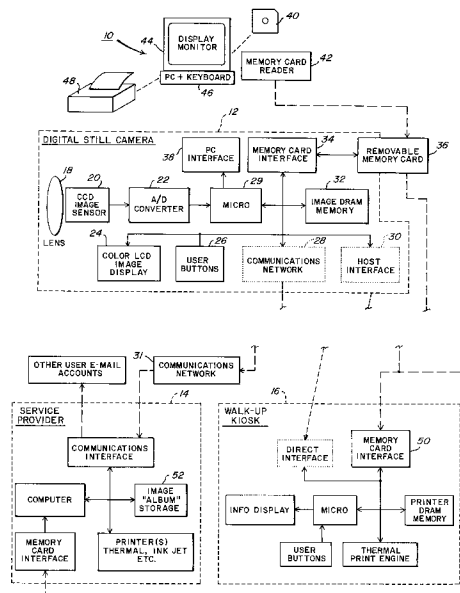 10
44
DISPLAY
MONITOR
PC + KEYBOARD
46
48
40
42
MEMORY CARD
READER
12
DIGITAL STILL CAMERA
38
PC
INTERFACE
MEMORY CARD
INTERFACE
34
REMOVABLE
MEMORY CARD
36
18
LENS
20
CCD
IMAGE
SENSOR
22
A/D
CONVERTER
29
MICRO
32
IMAGE DRAM
MEMORY
24
COLOR LCD
IMAGE
DISPLAY
26
USER
BUTTONS
28
COMMUNICATIONS
NETWORK
30
HOST
INTERFACE
OTHER USER E-MAIL
ACCOUNTS
31
COMMUNICATIONS
NETWORK
14
SERVICE
PROVIDER
COMMUNICATIONS
INTERFACE
52
COMPUTER
IMAGE
"ALBUM"
STORAGE
MEMORY
CARD
INTERFACE
PRINTER(S)
THERMAL, INK JET
ETC.
16
WALK-UP
KIOSK
DIRECT
INTERFACE
MEMORY
CARD
INTERFACE
50
INFO DISPLAY
MICRO
PRINTER
DRAM
MEMORY
USER
BUTTONS
THERMAL
PRINT ENGINE